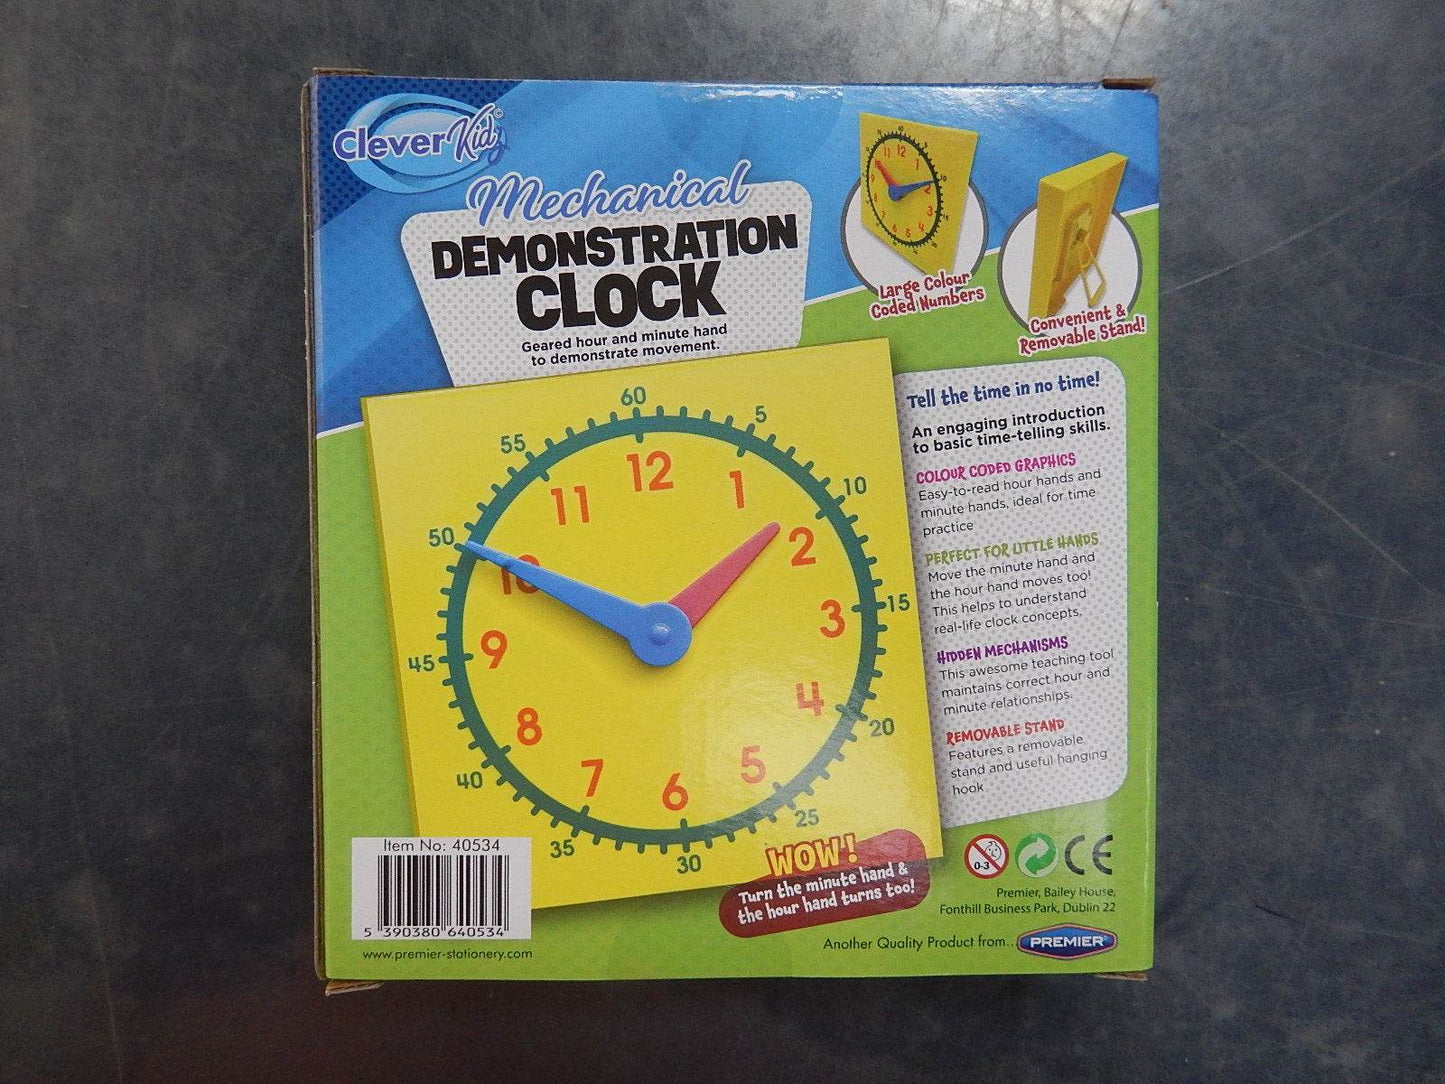 Clever Kidz©
Mechanical
DEMONSTRATION
CLOCK
Geared hour and minute hand
to demonstrate movement.
Large Colour
Coded Numbers
Convenient &
Removable Stand!
Tell the time in no time!
An engaging introduction
to basic time-telling skills.
COLOUR CODED GRAPHICS
Easy-to-read hour hands and
minute hands, ideal for time
practice
PERFECT FOR LITTLE HANDS
Move the minute hand and
the hour hand moves too!
This helps to understand
real-life clock concepts.
HIDDEN MECHANISMS
This awesome teaching tool
maintains correct hour and
minute relationships.
REMOVABLE STAND
Features a removable
stand and useful hanging
hook
60
5
10
15
20
25
30
35
40
45
50
55
12
1
2
3
4
5
6
7
8
9
10
11
WOW!
Turn the minute hand &
the hour hand turns too!
Item No: 40534
5 390380 640534
www.premier-stationery.com
0-3
CE
Premier, Bailey House,
Fonthill Business Park, Dublin 22
Another Quality Product from... PREMIER®